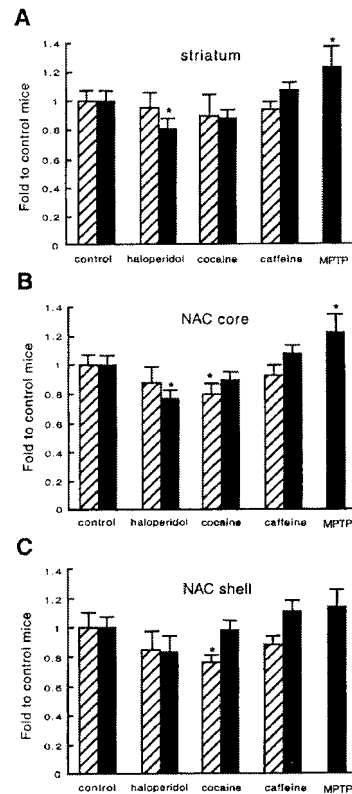 A
striatum
Fold to control mice
1.4
1.2
1
0.8
0.6
0.4
0.2
0
*
*
control haloperidol cocaine caffeine MPTP
B
NAC core
Fold to control mice
1.4
1.2
1
0.8
0.6
0.4
0.2
0
*
*
*
control haloperidol cocaine caffeine MPTP
C
NAC shell
Fold to control mice
1.4
1.2
1
0.8
0.6
0.4
0.2
0
*
control haloperidol cocaine caffeine MPTP